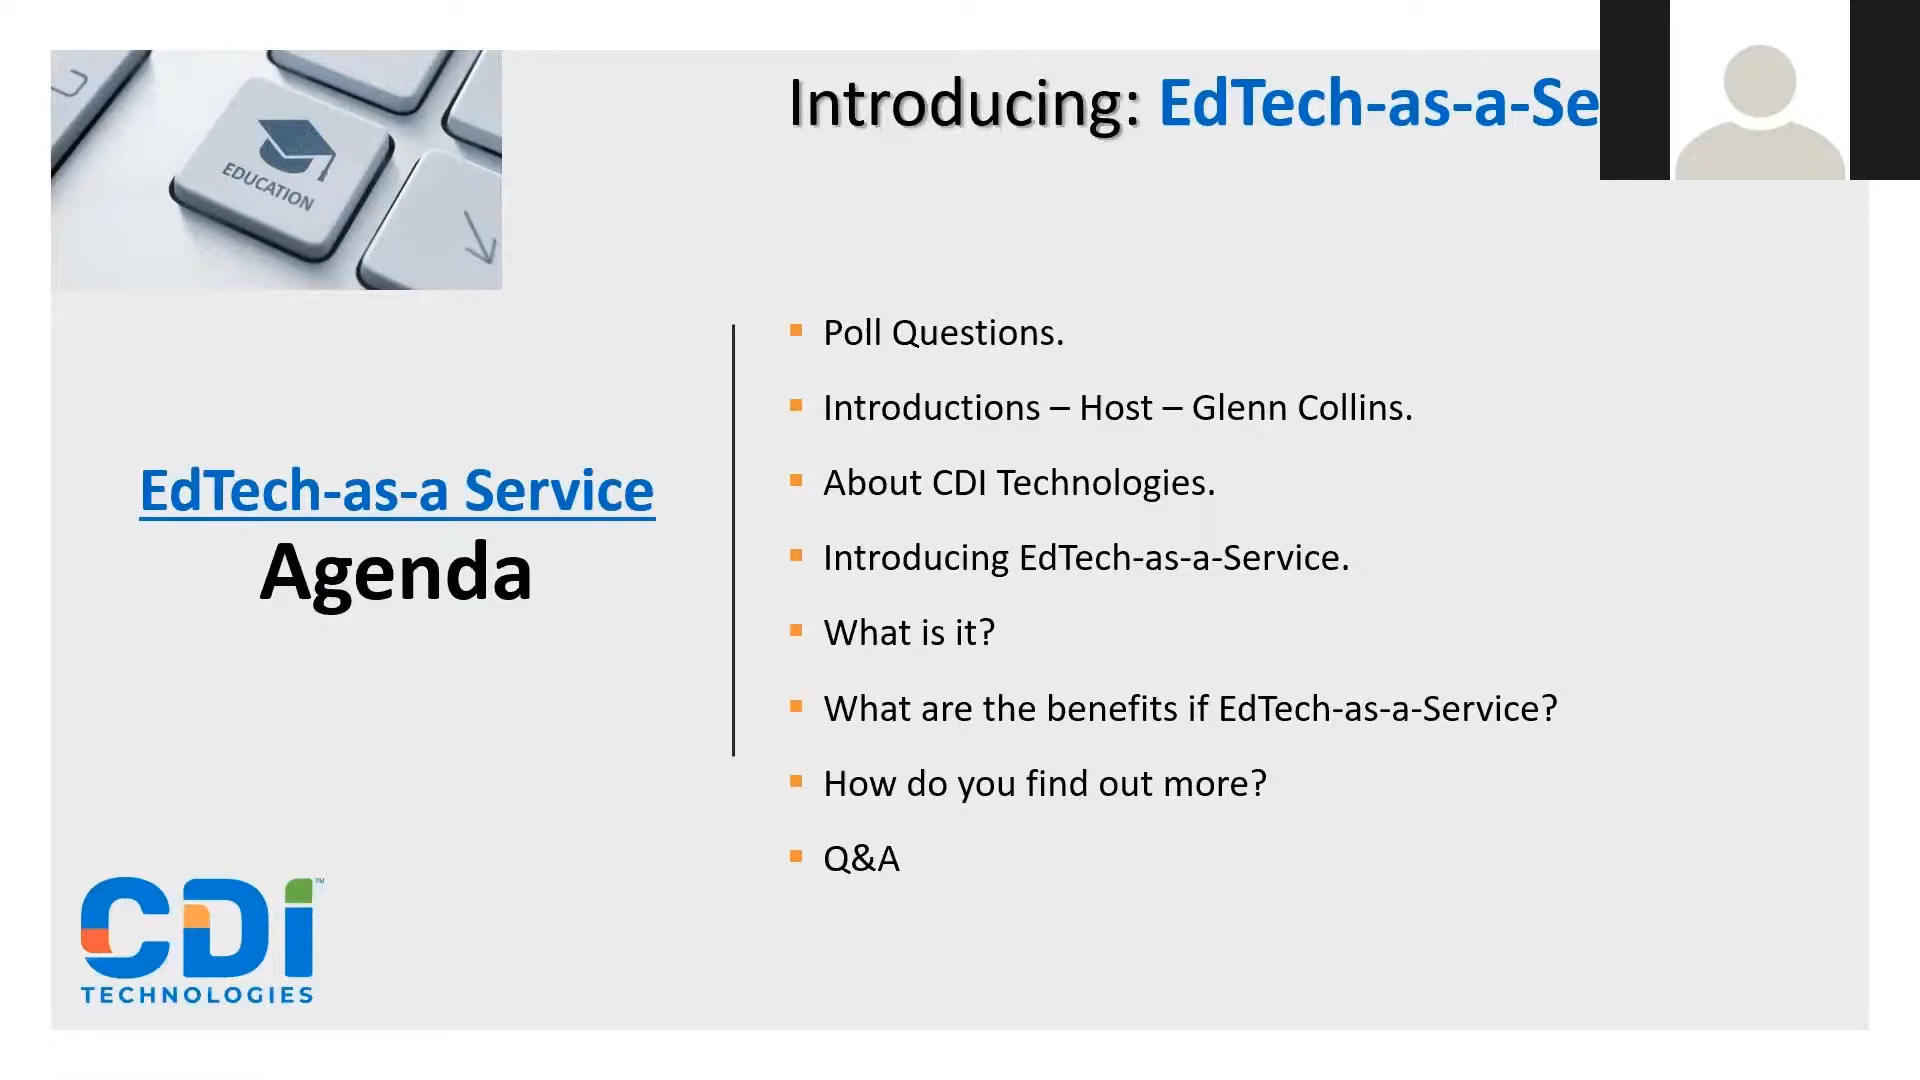 EDUCATION
Introducing: EdTech-as-a-Se
EdTech-as-a Service
Agenda
Poll Questions.
Introductions – Host – Glenn Collins.
About CDI Technologies.
Introducing EdTech-as-a-Service.
What is it?
What are the benefits if EdTech-as-a-Service?
How do you find out more?
Q&A
CDI™
TECHNOLOGIES